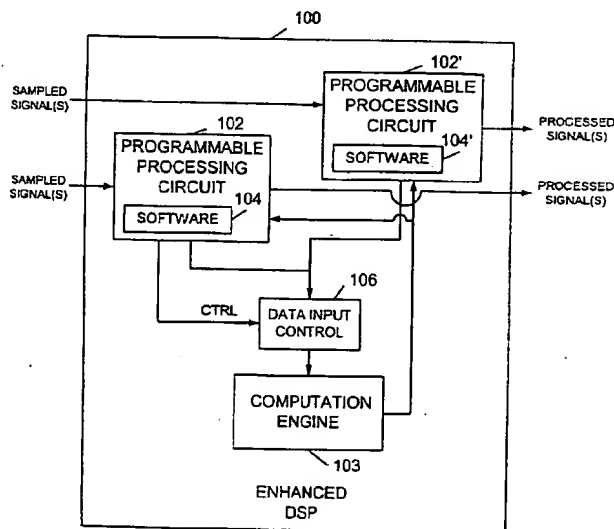 100
102'
SAMPLED
SIGNAL(S)
PROGRAMMABLE
PROCESSING
CIRCUIT
SOFTWARE
104'
PROCESSED
SIGNAL(S)
102
SAMPLED
SIGNAL(S)
PROGRAMMABLE
PROCESSING
CIRCUIT
SOFTWARE
104
PROCESSED
SIGNAL(S)
106
CTRL
DATA INPUT
CONTROL
COMPUTATION
ENGINE
103
ENHANCED
DSP